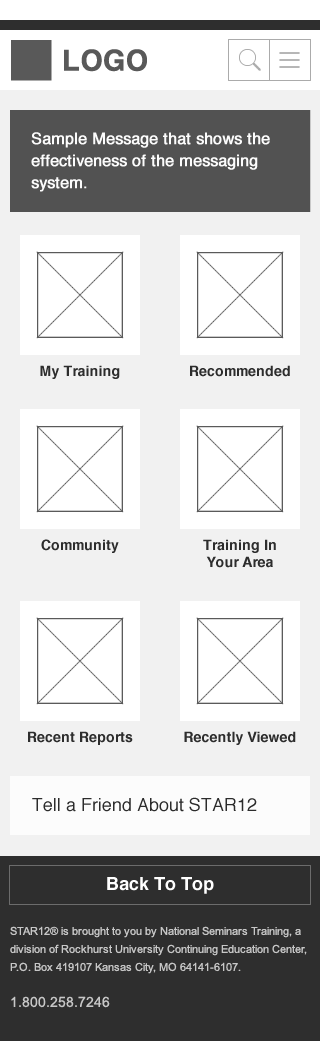 LOGO
Sample Message that shows the
effectiveness of the messaging
system.
My Training
Recommended
Community
Training In
Your Area
Recent Reports
Recently Viewed
Tell a Friend About STAR12
Back To Top
STAR12® is brought to you by National Seminars Training, a
division of Rockhurst University Continuing Education Center,
P.O. Box 419107 Kansas City, MO 64141-6107.
1.800.258.7246